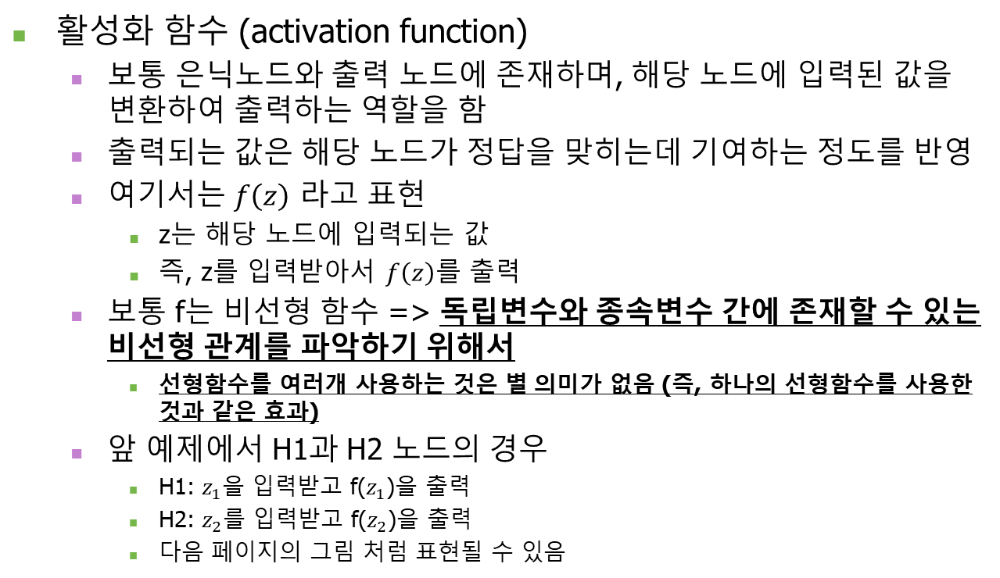 활성화 함수 (activation function)
보통 은닉노드와 출력 노드에 존재하며, 해당 노드에 입력된 값을
변환하여 출력하는 역할을 함
출력되는 값은 해당 노드가 정답을 맞히는데 기여하는 정도를 반영
여기서는 f(z) 라고 표현
z는 해당 노드에 입력되는 값
즉, z를 입력받아서 f(z)를 출력
보통 f는 비선형 함수 => 독립변수와 종속변수 간에 존재할 수 있는
비선형 관계를 파악하기 위해서
선형함수를 여러개 사용하는 것은 별 의미가 없음 (즉, 하나의 선형함수를 사용한
것과 같은 효과)
앞 예제에서 H1과 H2 노드의 경우
H1: z₁을 입력받고 f(z₁)을 출력
H2: z₂를 입력받고 f(z₂)을 출력
다음 페이지의 그림 처럼 표현될 수 있음